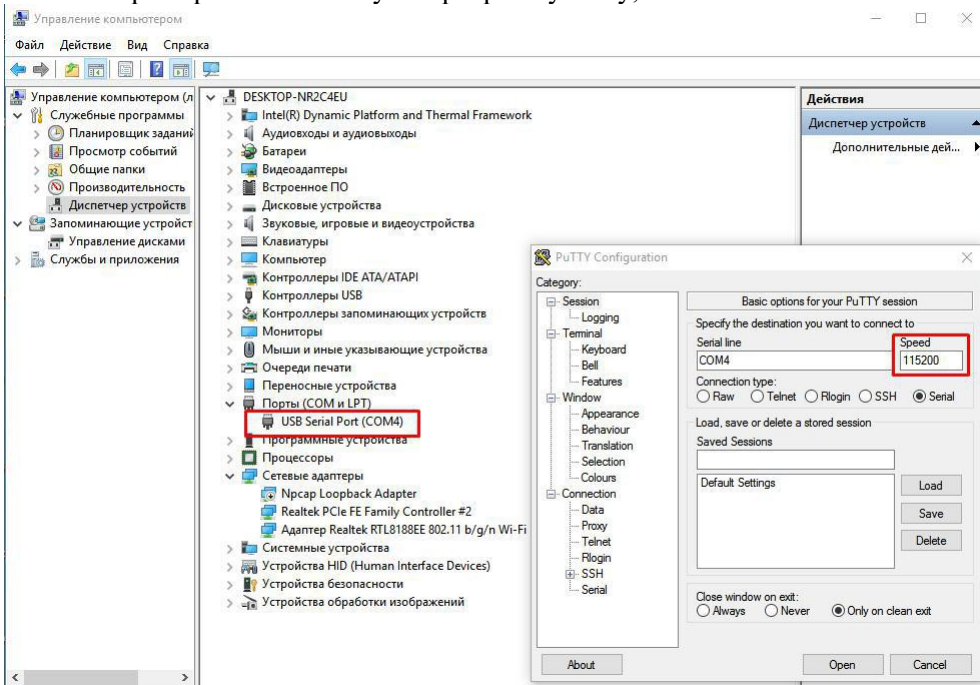 Управление компьютером
Файл Действие Вид Справка
Управление компьютером (л
Служебные программы
Планировщик заданий
Просмотр событий
Общие папки
Производительность
Диспетчер устройств
Запоминающие устройст
Управление дисками
Службы и приложения
DESKTOP-NR2C4EU
Intel(R) Dynamic Platform and Thermal Framework
Аудиовходы и аудиовыходы
Батареи
Видеоадаптеры
Встроенное ПО
Дисковые устройства
Звуковые, игровые и видеоустройства
Клавиатуры
Компьютер
Контроллеры IDE ATA/ATAPI
Контроллеры USB
Контроллеры запоминающих устройств
Мониторы
Мыши и иные указывающие устройства
Очереди печати
Переносные устройства
Порты (COM и LPT)
USB Serial Port (COM4)
Программные устройства
Процессоры
Сетевые адаптеры
Npcap Loopback Adapter
Realtek PCIe FE Family Controller #2
Адаптер Realtek RTL8188EE 802.11 b/g/n Wi-Fi
Системные устройства
Устройства HID (Human Interface Devices)
Устройства безопасности
Устройства обработки изображений
Действия
Диспетчер устройств
Дополнительные дей...
PuTTY Configuration
Category:
Session
Logging
Terminal
Keyboard
Bell
Features
Window
Appearance
Behaviour
Translation
Selection
Colours
Connection
Data
Proxy
Telnet
Rlogin
SSH
Serial
Basic options for your PuTTY session
Specify the destination you want to connect to
Serial line Speed
COM4 115200
Connection type:
Raw Telnet Rlogin SSH Serial
Load, save or delete a stored session
Saved Sessions
Default Settings
Load
Save
Delete
Close window on exit:
Always Never Only on clean exit
About Open Cancel